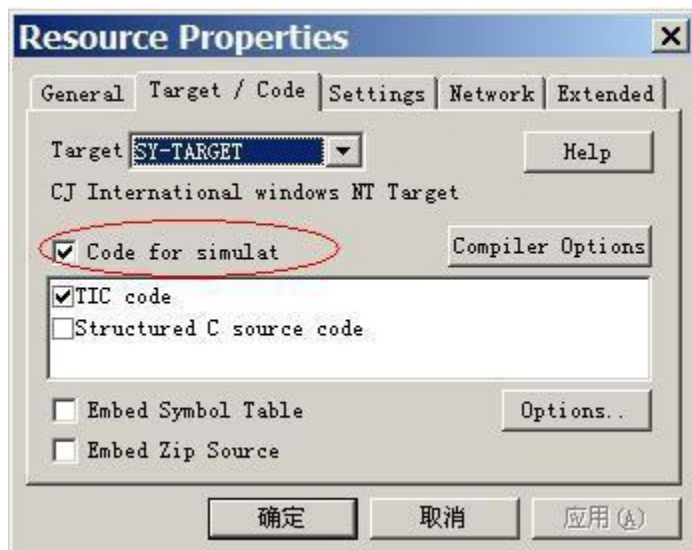 Resource Properties
General Target / Code Settings Network Extended
Target SY-TARGET Help
CJ International windows NT Target
Code for simulat Compiler Options
TIC code
Structured C source code
Embed Symbol Table Options..
Embed Zip Source
确定 取消 应用(A)